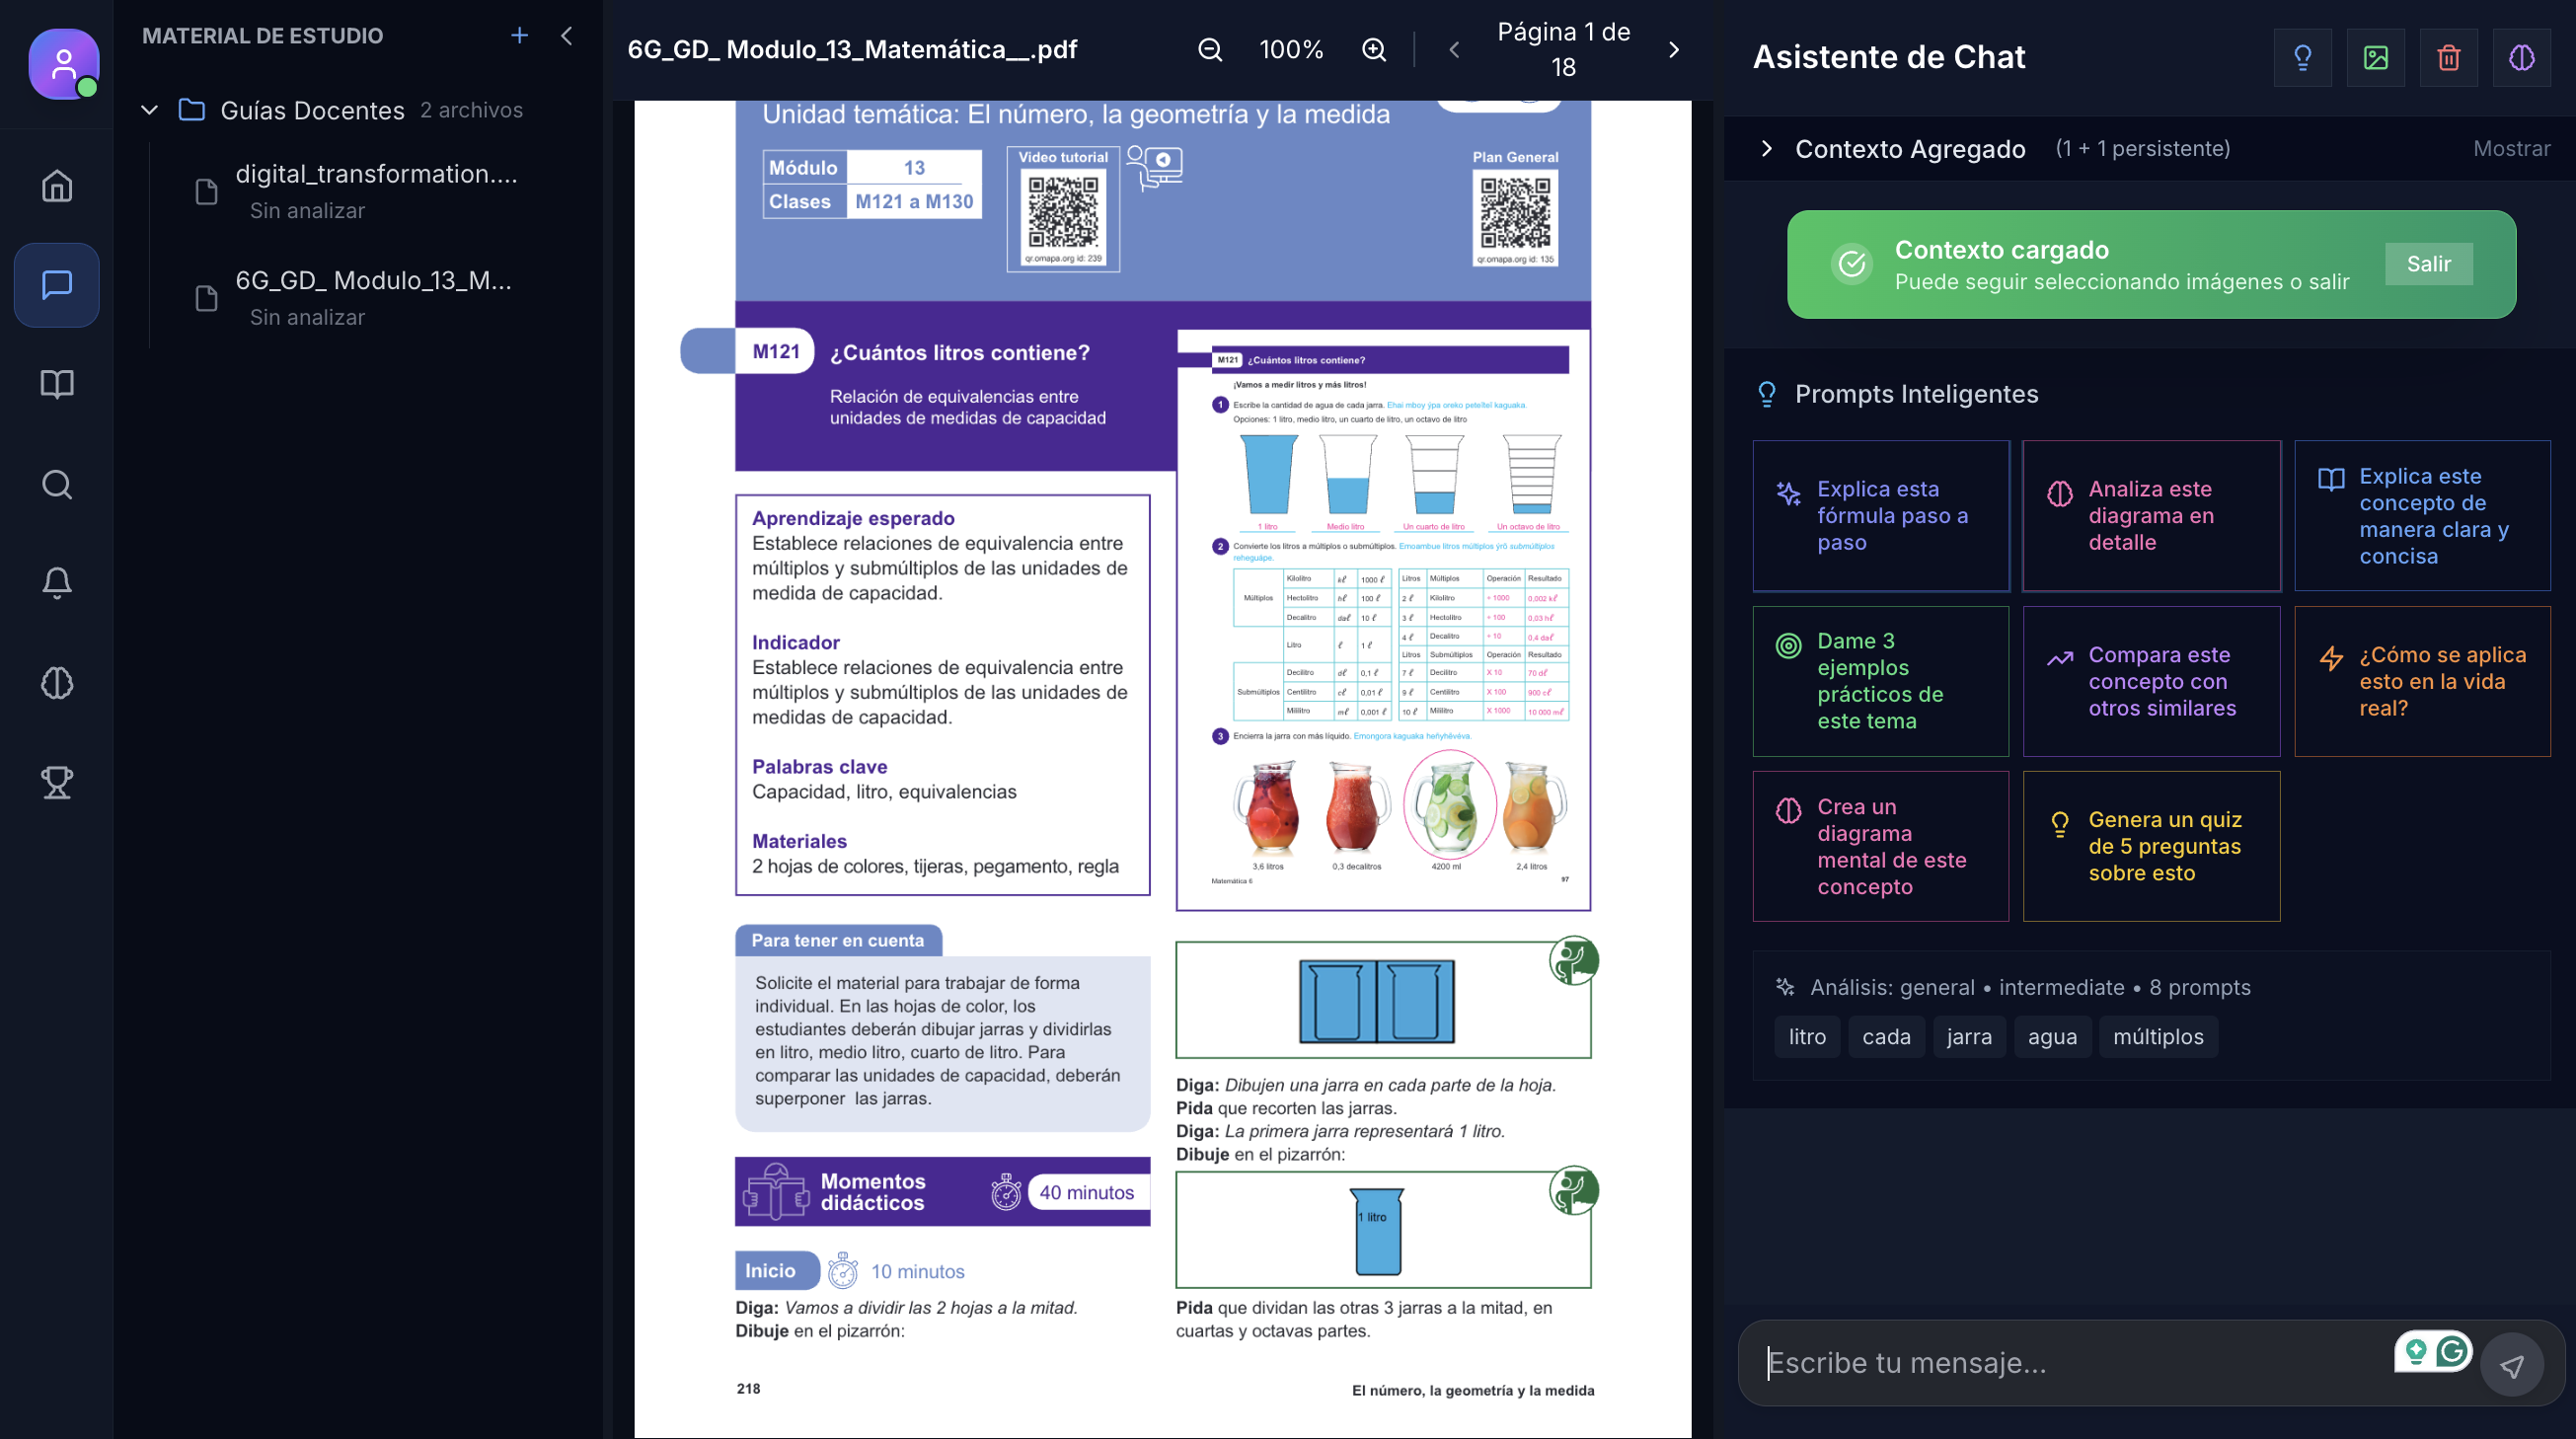 MATERIAL DE ESTUDIO
Guías Docentes 2 archivos
digital_transformation....
Sin analizar
6G_GD_ Modulo_13_M...
Sin analizar
6G_GD_ Modulo_13_Matemática__.pdf
100%
Página 1 de
18
Unidad temática: El número, la geometría y la medida
Módulo 13
Clases M121 a M130
Video tutorial
qr.omapa.org id: 239
Plan General
qr.omapa.org id: 135
M121 ¿Cuántos litros contiene?
Relación de equivalencias entre
unidades de medidas de capacidad
Aprendizaje esperado
Establece relaciones de equivalencia entre
múltiplos y submúltiplos de las unidades de
medida de capacidad.
Indicador
Establece relaciones de equivalencia entre
múltiplos y submúltiplos de las unidades de
medidas de capacidad.
Palabras clave
Capacidad, litro, equivalencias
Materiales
2 hojas de colores, tijeras, pegamento, regla
M121 ¿Cuántos litros contiene?
¡Vamos a medir litros y más litros!
1 Escribe la cantidad de agua de cada jarra. Ehai mboy ýpa oreko peteĩteĩ kaguaka.
Opciones: 1 litro, medio litro, un cuarto de litro, un octavo de litro
1 litro Medio litro Un cuarto de litro Un octavo de litro
2 Convierte los litros a múltiplos o submúltiplos. Emoambue litros múltiplos ýrõ submúltiplos
reheguápe.
Múltiplos
Kilolitro kℓ 1000 ℓ
Hectolitro hℓ 100 ℓ
Decalitro daℓ 10 ℓ
Litro ℓ 1 ℓ
Submúltiplos
Decilitro dℓ 0,1 ℓ
Centilitro cℓ 0,01 ℓ
Mililitro mℓ 0,001 ℓ
Litros Múltiplos Operación Resultado
2 ℓ Kilolitro ÷ 1000 0,002 kℓ
3 ℓ Hectolitro ÷ 100 0,03 hℓ
4 ℓ Decalitro ÷ 10 0,4 daℓ
Litros Submúltiplos Operación Resultado
7 ℓ Decilitro X 10 70 dℓ
9 ℓ Centilitro X 100 900 cℓ
10 ℓ Mililitro X 1000 10 000 mℓ
3 Encierra la jarra con más líquido. Emongora kaguaka heñyhẽvéva.
3,6 litros 0,3 decalitros 4200 ml 2,4 litros
Matemática 6 97
Para tener en cuenta
Solicite el material para trabajar de forma
individual. En las hojas de color, los
estudiantes deberán dibujar jarras y dividirlas
en litro, medio litro, cuarto de litro. Para
comparar las unidades de capacidad, deberán
superponer las jarras.
Momentos
didácticos
40 minutos
Inicio 10 minutos
Diga: Vamos a dividir las 2 hojas a la mitad.
Dibuje en el pizarrón:
Diga: Dibujen una jarra en cada parte de la hoja.
Pida que recorten las jarras.
Diga: La primera jarra representará 1 litro.
Dibuje en el pizarrón:
1 litro
Pida que dividan las otras 3 jarras a la mitad, en
cuartas y octavas partes.
218
El número, la geometría y la medida
Asistente de Chat
Contexto Agregado (1 + 1 persistente) Mostrar
Contexto cargado
Puede seguir seleccionando imágenes o salir
Salir
Prompts Inteligentes
Explica esta
fórmula paso a
paso
Analiza este
diagrama en
detalle
Explica este
concepto de
manera clara y
concisa
Dame 3
ejemplos
prácticos de
este tema
Compara este
concepto con
otros similares
¿Cómo se aplica
esto en la vida
real?
Crea un
diagrama
mental de este
concepto
Genera un quiz
de 5 preguntas
sobre esto
Análisis: general • intermediate • 8 prompts
litro cada jarra agua múltiplos
Escribe tu mensaje...